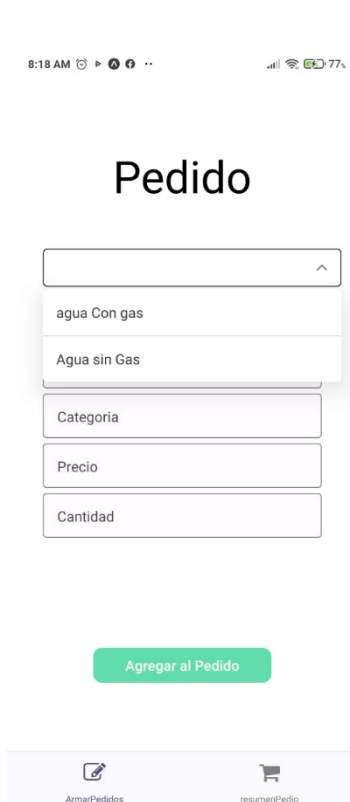 8:18 AM
77%
Pedido
agua Con gas
Agua sin Gas
Categoria
Precio
Cantidad
Agregar al Pedido
ArmarPedidos
resumenPedio